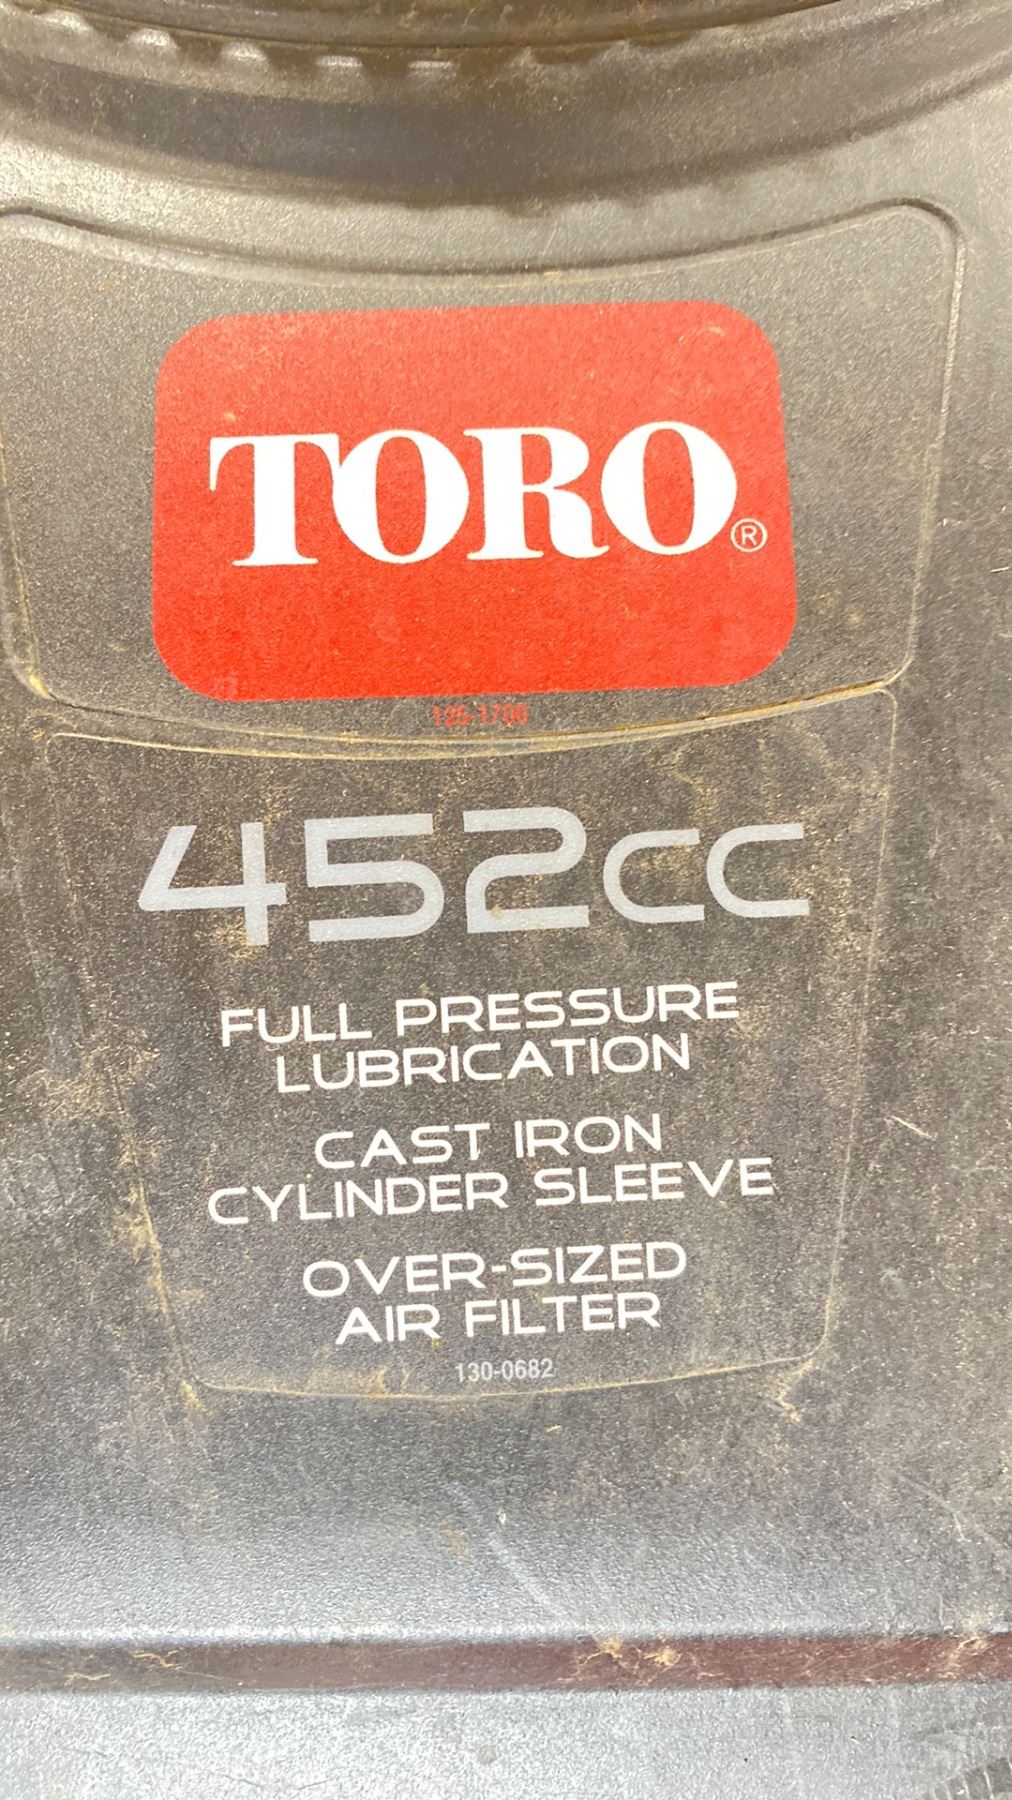 TORO®
125-1700
452cc
FULL PRESSURE
LUBRICATION
CAST IRON
CYLINDER SLEEVE
OVER-SIZED
AIR FILTER
130-0682